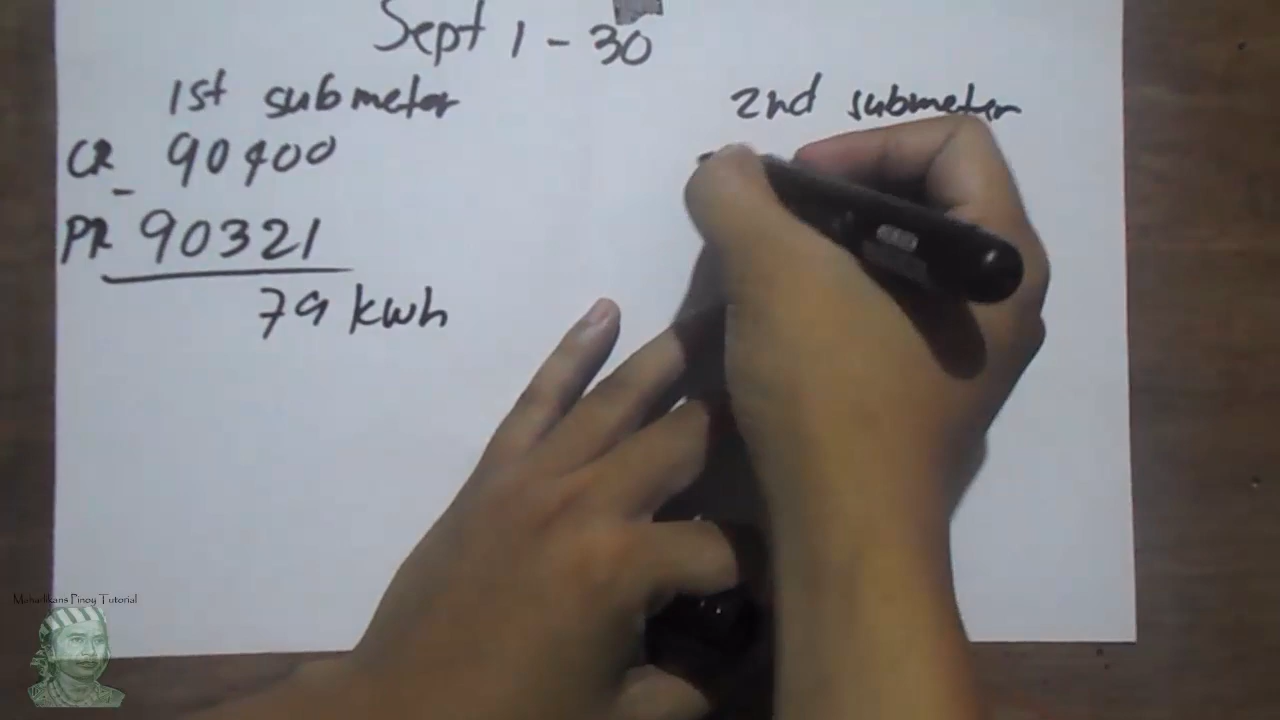 Sept 1 - 30
1st submeter
2nd submeter
CR 90400
-
PR 90321
79 kwh
Maharlikans Pinoy Tutorial